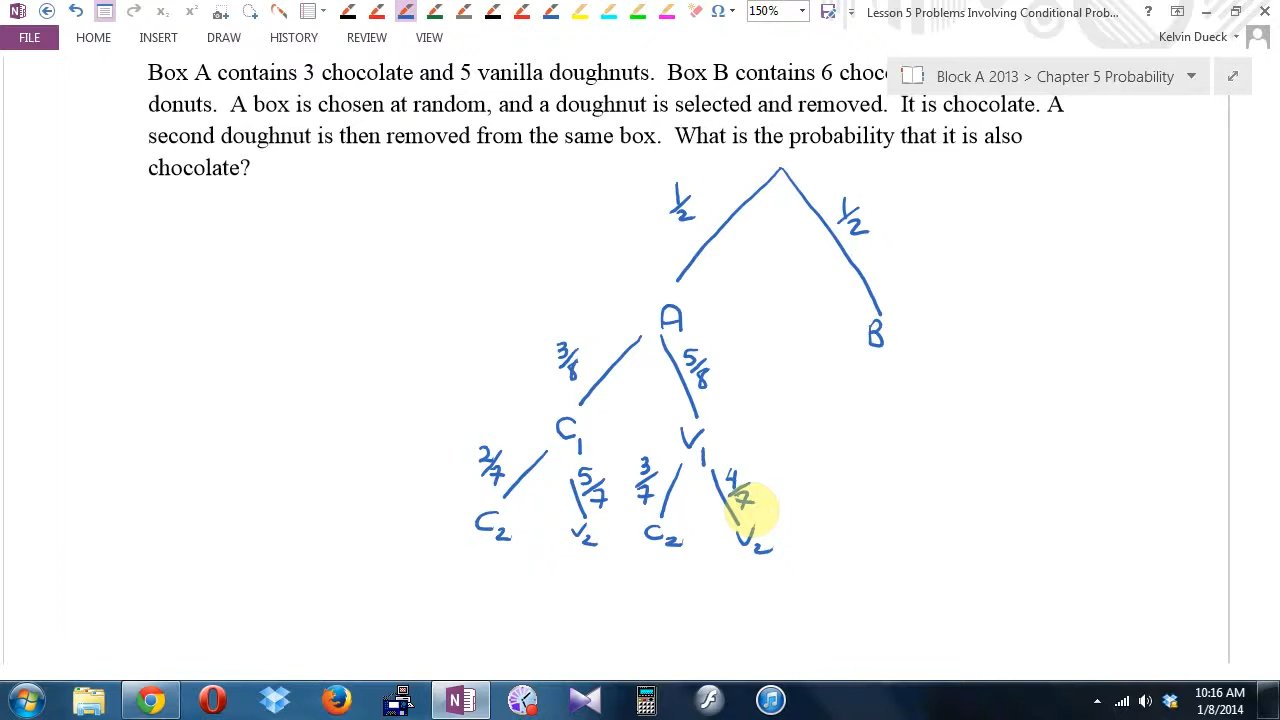 150%
Lesson 5 Problems Involving Conditional Prob...
FILE HOME INSERT DRAW HISTORY REVIEW VIEW
Kelvin Dueck
Block A 2013 > Chapter 5 Probability
Box A contains 3 chocolate and 5 vanilla doughnuts. Box B contains 6
donuts. A box is chosen at random, and a doughnut is selected and removed. It is chocolate. A
second doughnut is then removed from the same box. What is the probability that it is also
chocolate?
1/2 1/2
A B
3/8 5/8
C1 V1
2/7 5/7 3/7 4/7
C2 V2 C2 V2
10:16 AM
1/8/2014